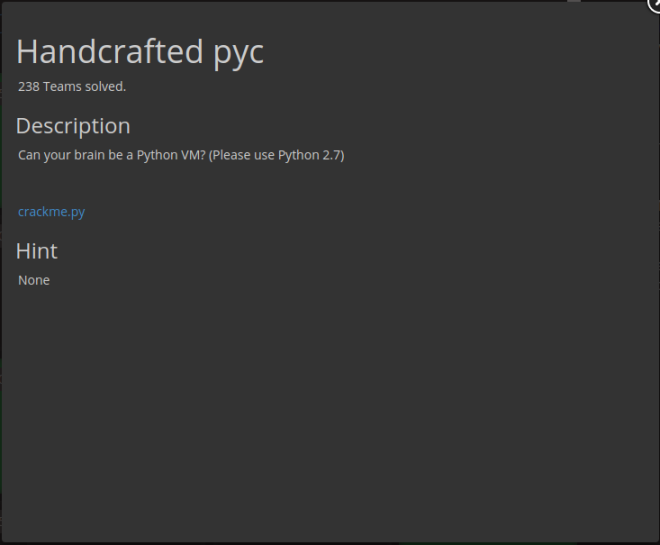 Handcrafted pyc
238 Teams solved.
Description
Can your brain be a Python VM? (Please use Python 2.7)
crackme.py
Hint
None